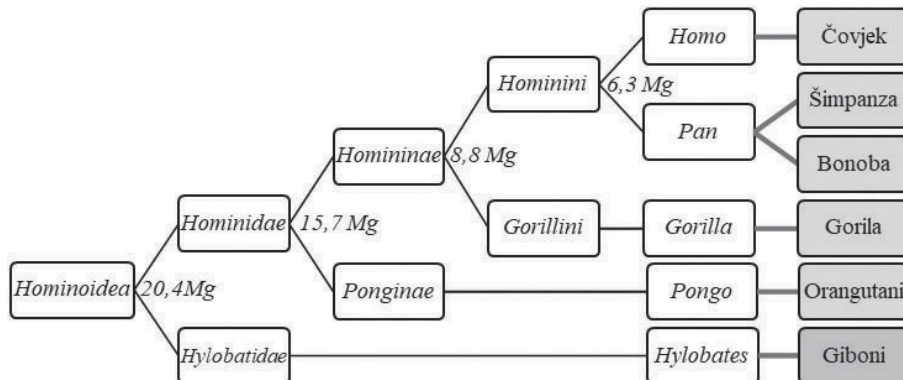 Homo Čovjek
Hominini 6,3 Mg Šimpanza
Pan
Homininae 8,8 Mg Bonoba
Hominidae 15,7 Mg Gorillini Gorilla Gorila
Hominoidea 20,4Mg Ponginae Pongo Orangutani
Hylobatidae Hylobates Giboni